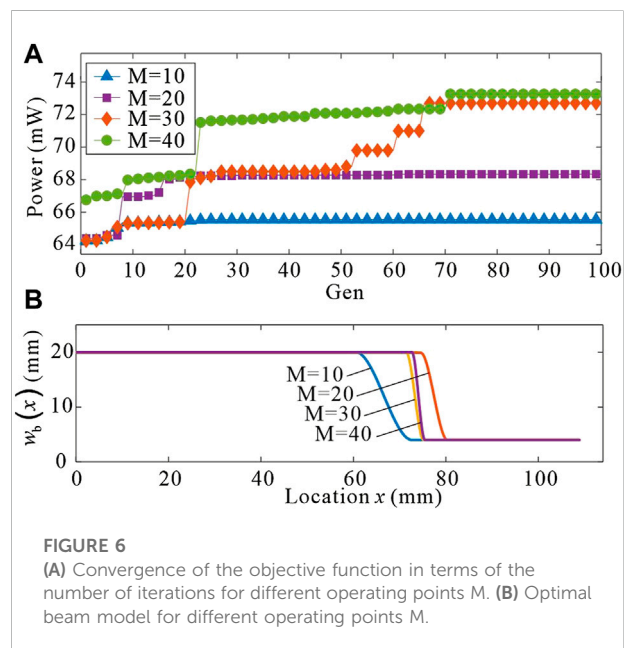 A
Power (mW)
74
72
70
68
66
64
M=10
M=20
M=30
M=40
0 10 20 30 40 50 60 70 80 90 100
Gen
B
w_b(x) (mm)
20
10
0
M=10
M=20
M=30
M=40
0 20 40 60 80 100
Location x (mm)
FIGURE 6
(A) Convergence of the objective function in terms of the
number of iterations for different operating points M. (B) Optimal
beam model for different operating points M.